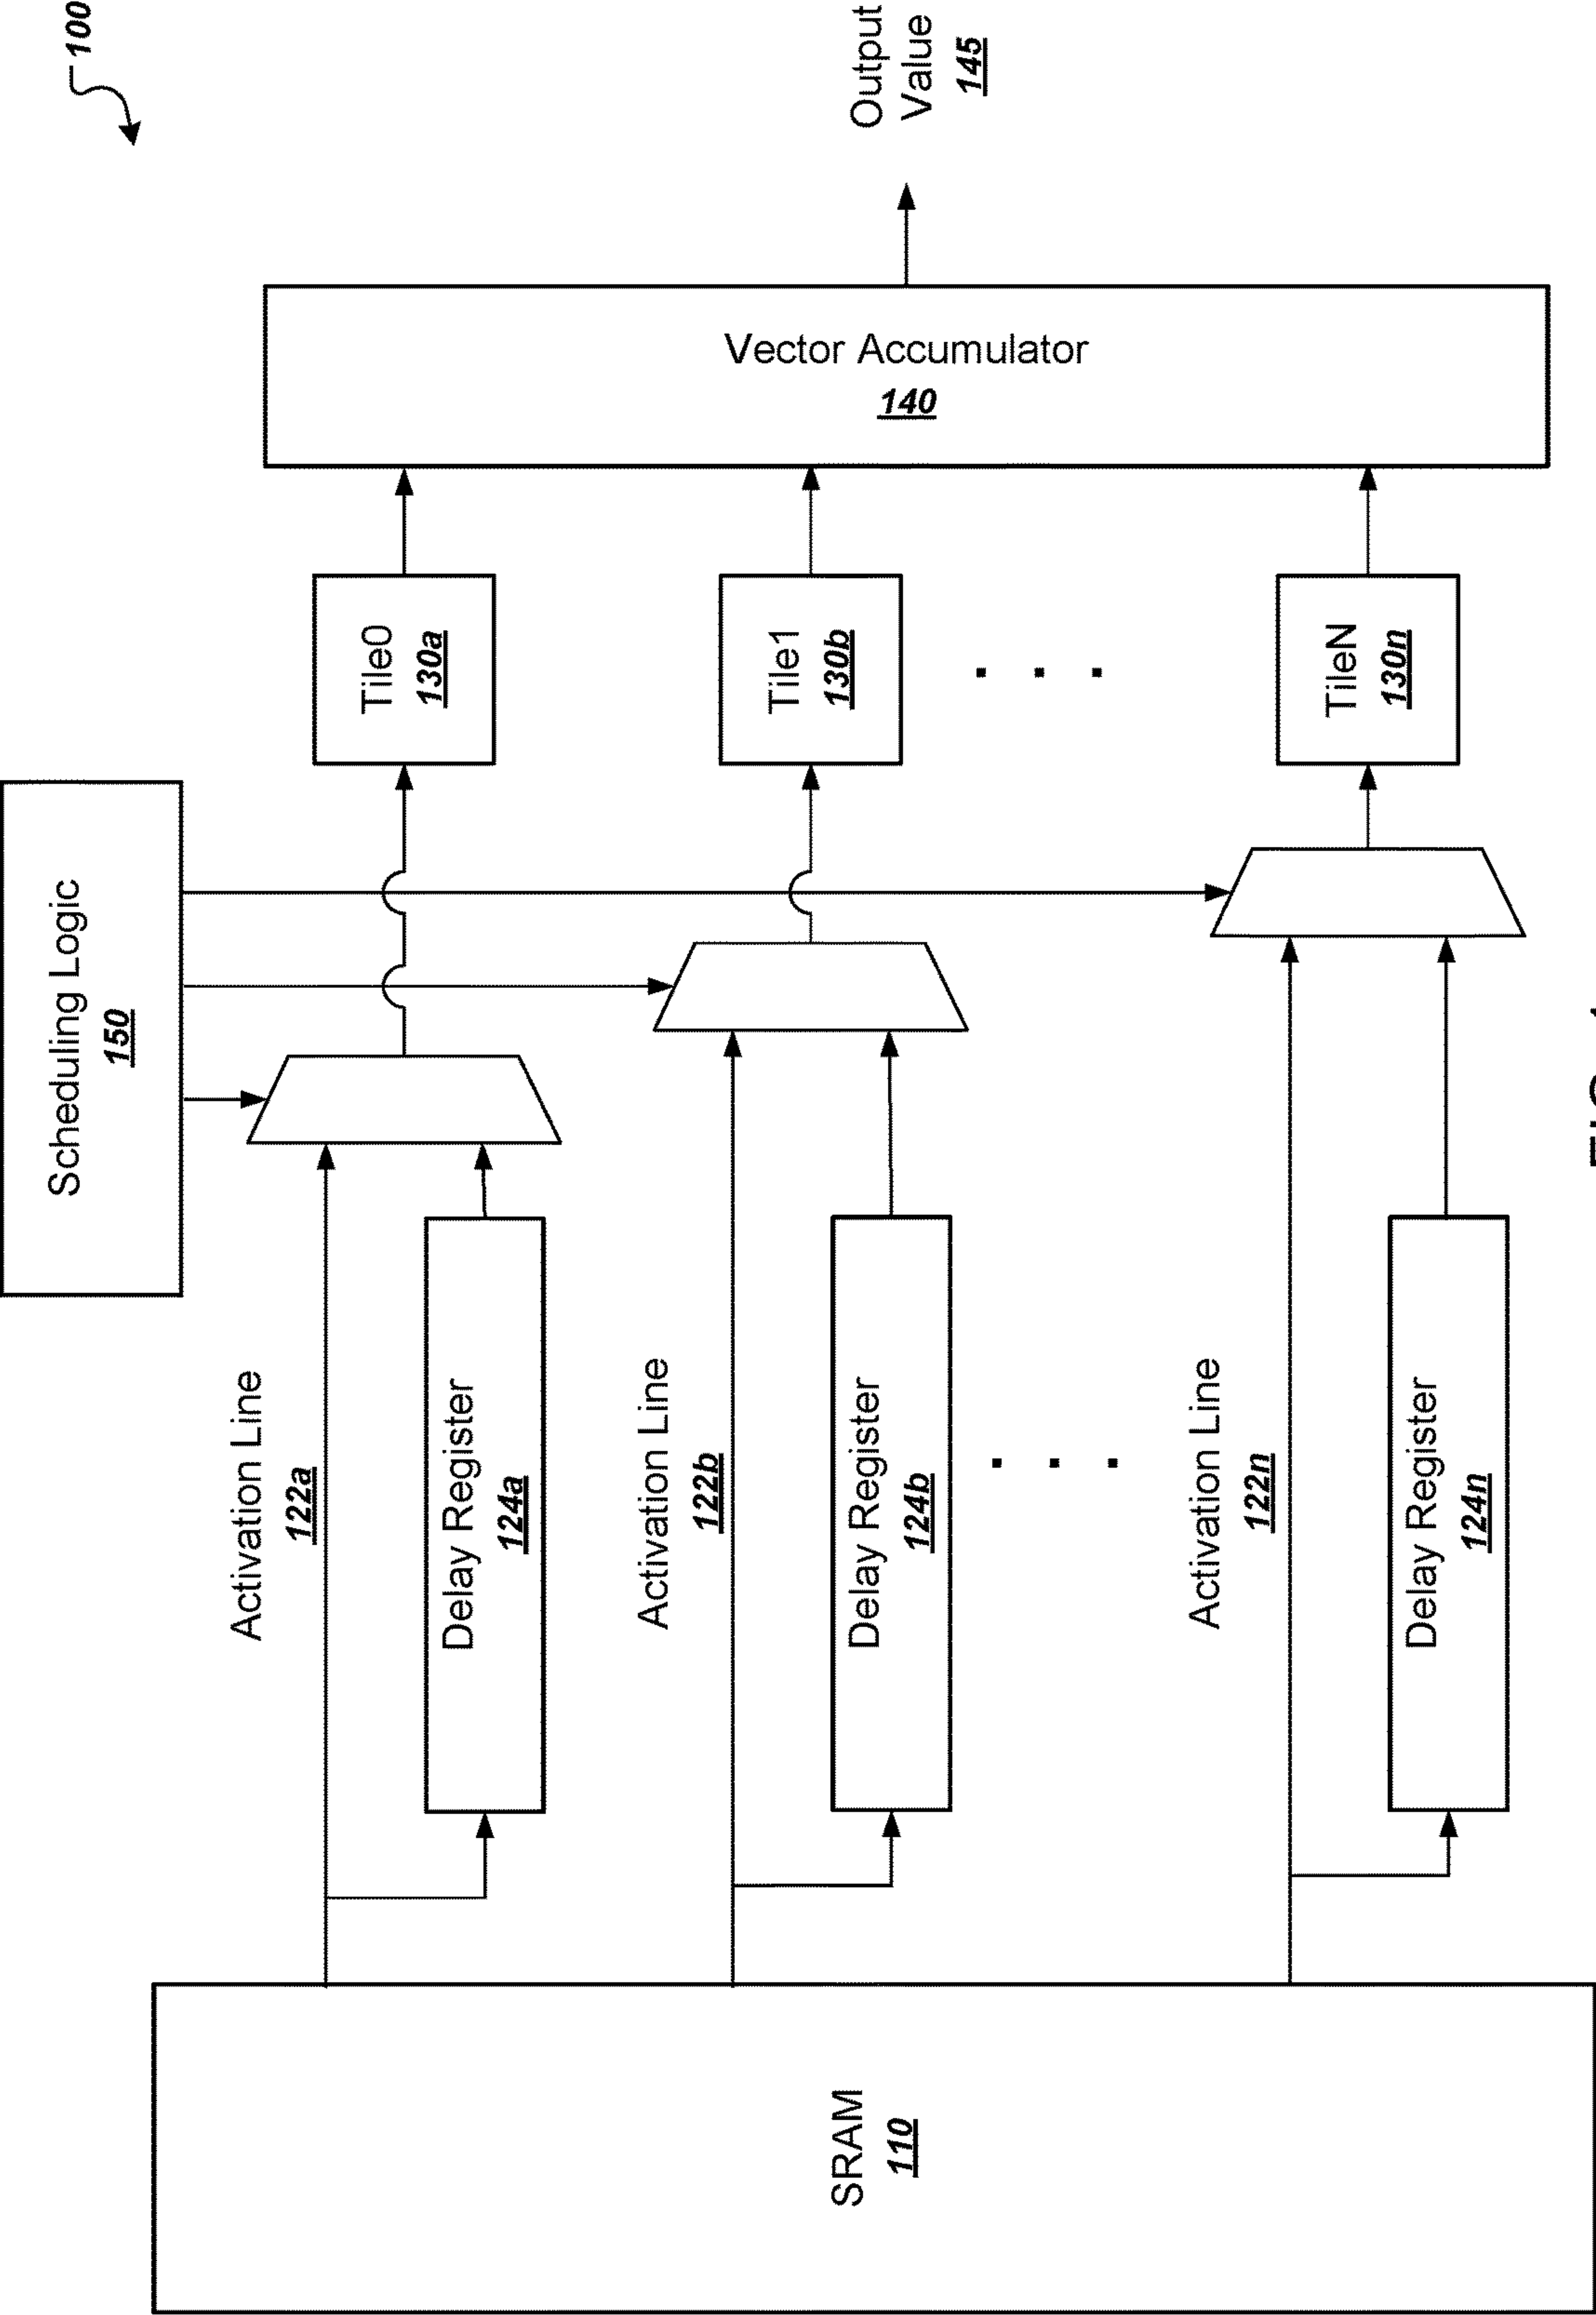 100
Scheduling Logic
150
Activation Line
122a
Delay Register
124a
Tile0
130a
Activation Line
122b
Delay Register
124b
Tile1
130b
SRAM
110
Vector Accumulator
140
Output
Value
145
. . .
. . .
Activation Line
122n
Delay Register
124n
TileN
130n